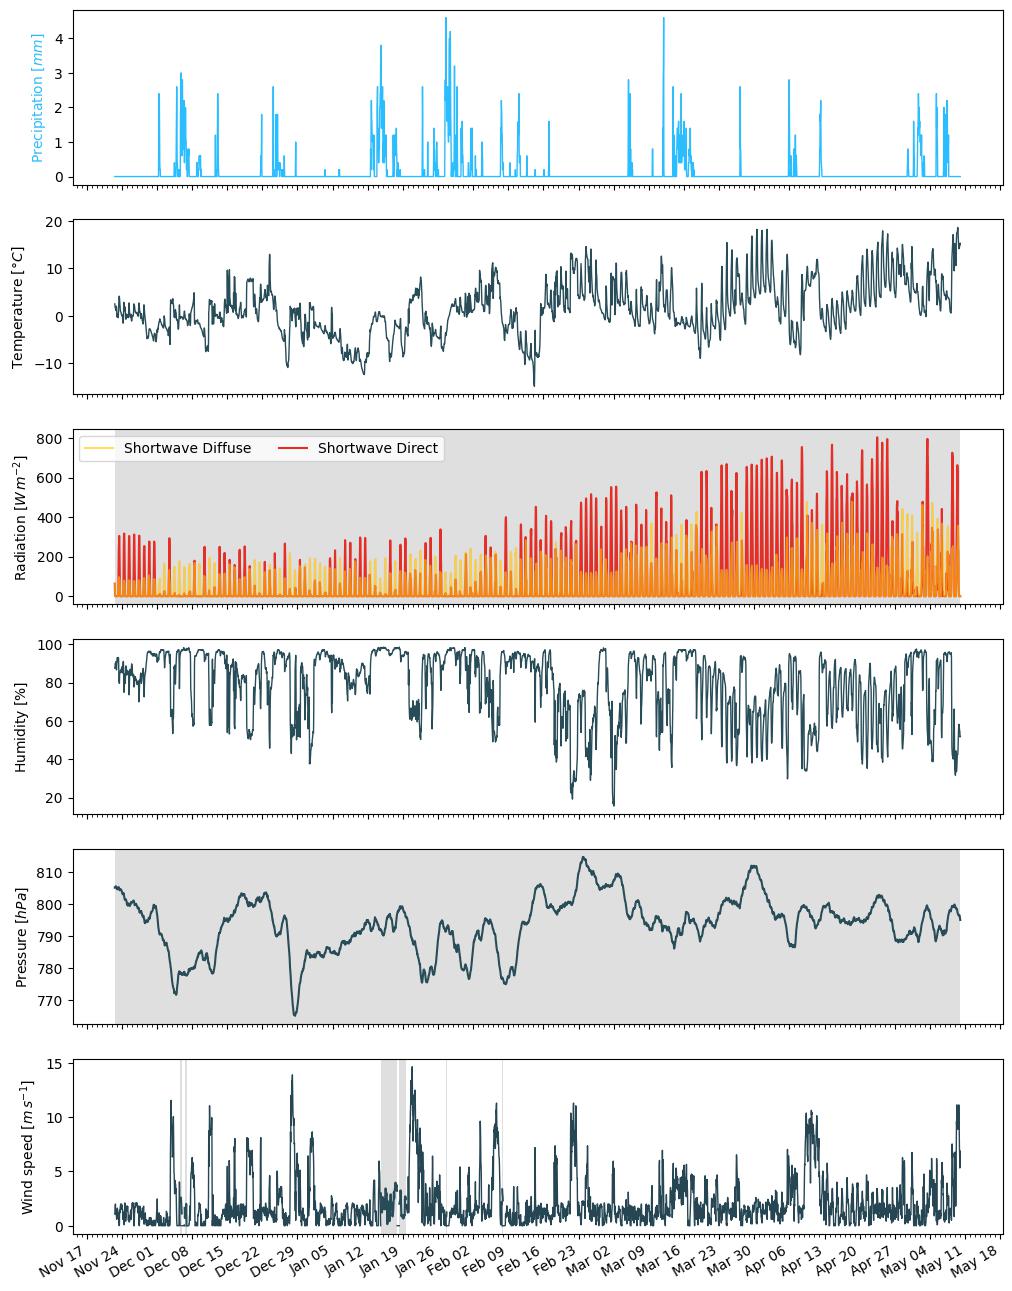 Precipitation [mm]
4
3
2
1
0
Temperature [°C]
20
10
0
−10
Radiation [W m⁻²]
800
600
400
200
0
Shortwave Diffuse
Shortwave Direct
Humidity [%]
100
80
60
40
20
Pressure [hPa]
810
800
790
780
770
Wind speed [m s⁻¹]
15
10
5
0
Nov 17
Nov 24
Dec 01
Dec 08
Dec 15
Dec 22
Dec 29
Jan 05
Jan 12
Jan 19
Jan 26
Feb 02
Feb 09
Feb 16
Feb 23
Mar 02
Mar 09
Mar 16
Mar 23
Mar 30
Apr 06
Apr 13
Apr 20
Apr 27
May 04
May 11
May 18